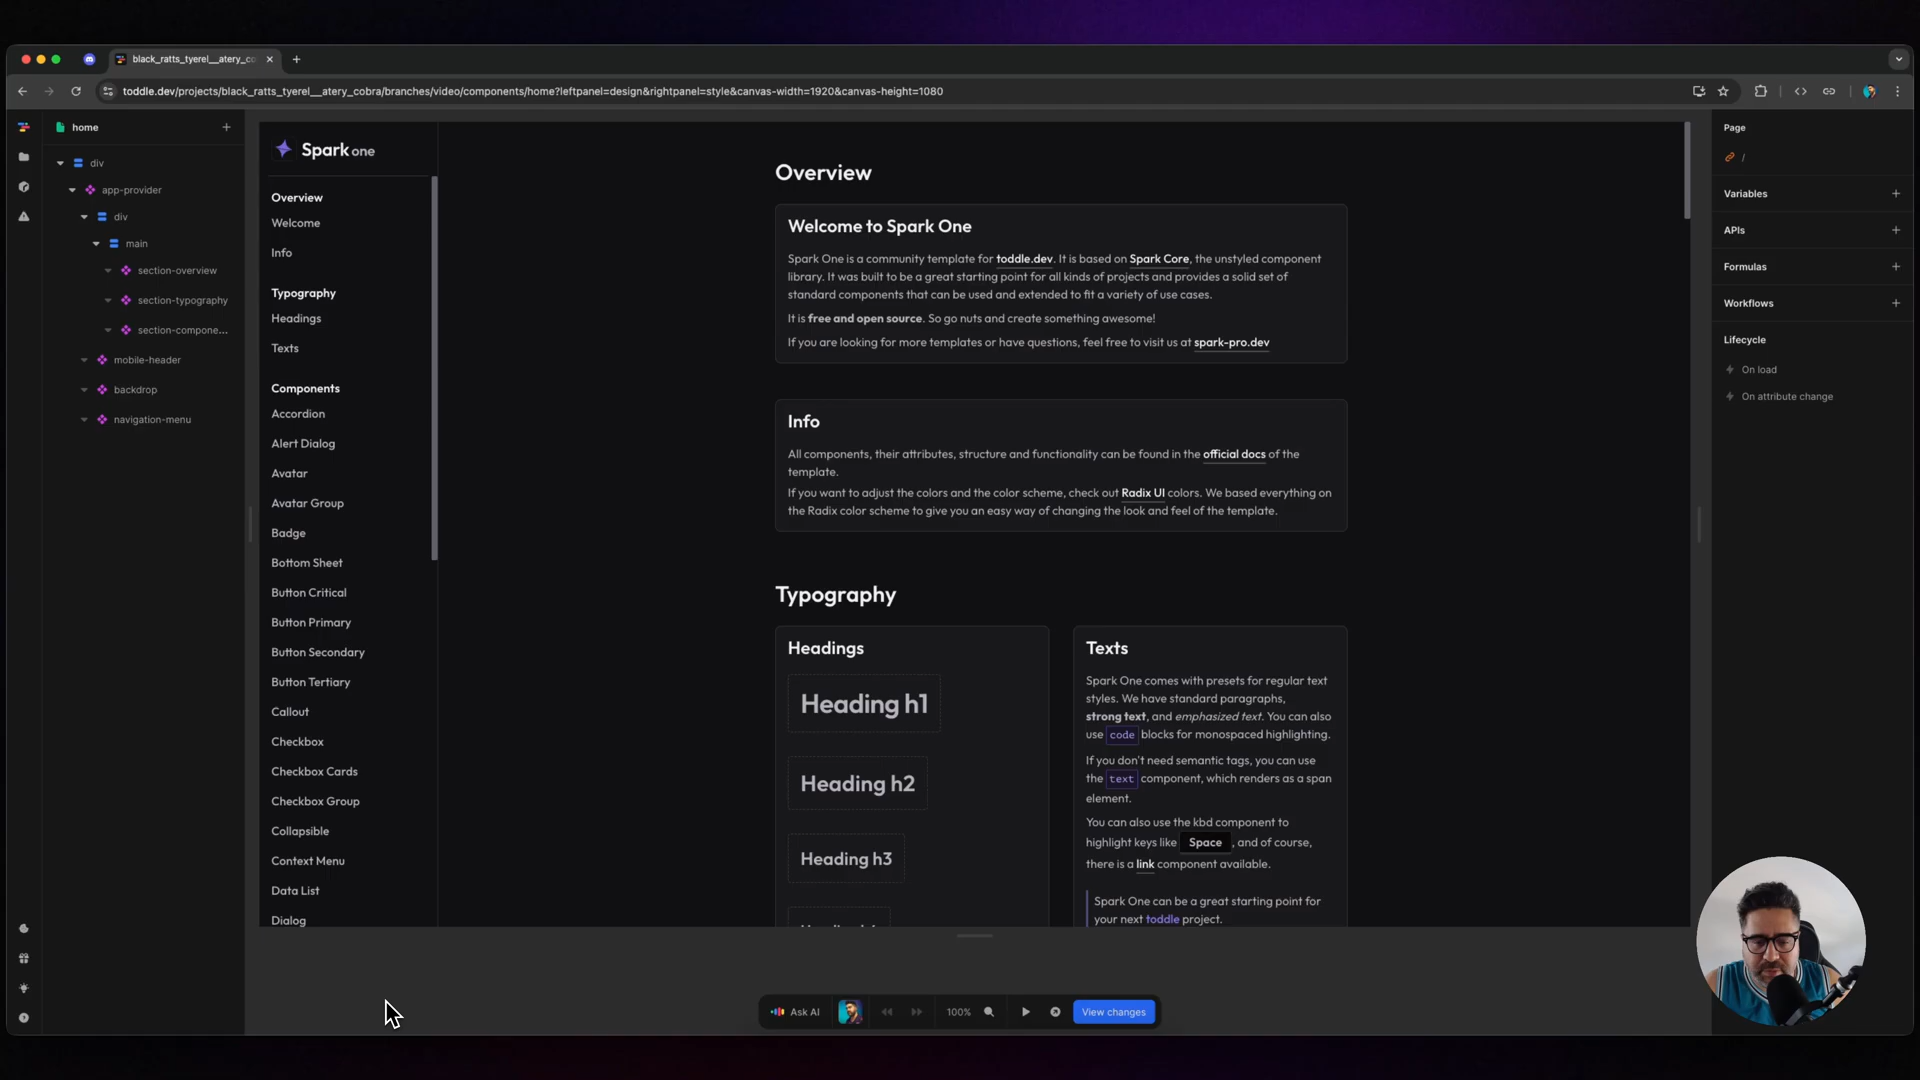 black_ratts_tyerel__atery_co
toddle.dev/projects/black_ratts_tyerel__atery_cobra/branches/video/components/home?leftpanel=design&rightpanel=style&canvas-width=1920&canvas-height=1080
home
div
app-provider
div
main
section-overview
section-typography
section-compone...
mobile-header
backdrop
navigation-menu
Spark one
Overview
Welcome
Info
Typography
Headings
Texts
Components
Accordion
Alert Dialog
Avatar
Avatar Group
Badge
Bottom Sheet
Button Critical
Button Primary
Button Secondary
Button Tertiary
Callout
Checkbox
Checkbox Cards
Checkbox Group
Collapsible
Context Menu
Data List
Dialog
Overview
Welcome to Spark One
Spark One is a community template for toddle.dev. It is based on Spark Core, the unstyled component
library. It was built to be a great starting point for all kinds of projects and provides a solid set of
standard components that can be used and extended to fit a variety of use cases.
It is free and open source. So go nuts and create something awesome!
If you are looking for more templates or have questions, feel free to visit us at spark-pro.dev
Info
All components, their attributes, structure and functionality can be found in the official docs of the
template.
If you want to adjust the colors and the color scheme, check out Radix UI colors. We based everything on
the Radix color scheme to give you an easy way of changing the look and feel of the template.
Typography
Headings
Heading h1
Heading h2
Heading h3
Texts
Spark One comes with presets for regular text
styles. We have standard paragraphs,
strong text, and emphasized text. You can also
use code blocks for monospaced highlighting.
If you don't need semantic tags, you can use
the text component, which renders as a span
element.
You can also use the kbd component to
highlight keys like Space, and of course,
there is a link component available.
Spark One can be a great starting point for
your next toddle project.
Ask AI
100%
View changes
Page
/
Variables
APIs
Formulas
Workflows
Lifecycle
On load
On attribute change